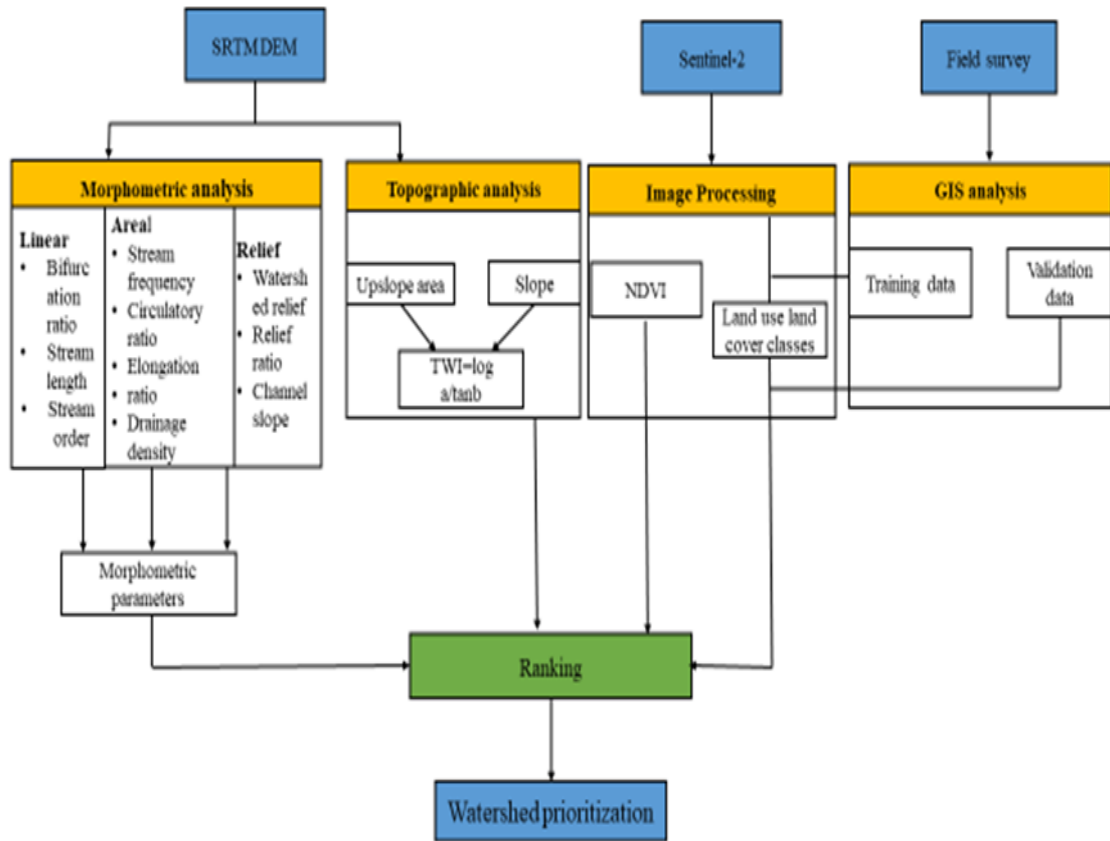 SRTM DEM
Sentinel-2
Field survey
Morphometric analysis
Linear
• Bifurc
ation
ratio
• Stream
length
• Stream
order
Areal
• Stream
frequency
• Circulatory
ratio
• Elongation
• ratio
• Drainage
density
Relief
• Watersh
ed relief
• Relief
ratio
• Channel
slope
Topographic analysis
Upslope area
Slope
TWI=log
a/tanb
Image Processing
NDVI
Land use land
cover classes
GIS analysis
Training data
Validation
data
Morphometric
parameters
Ranking
Watershed prioritization